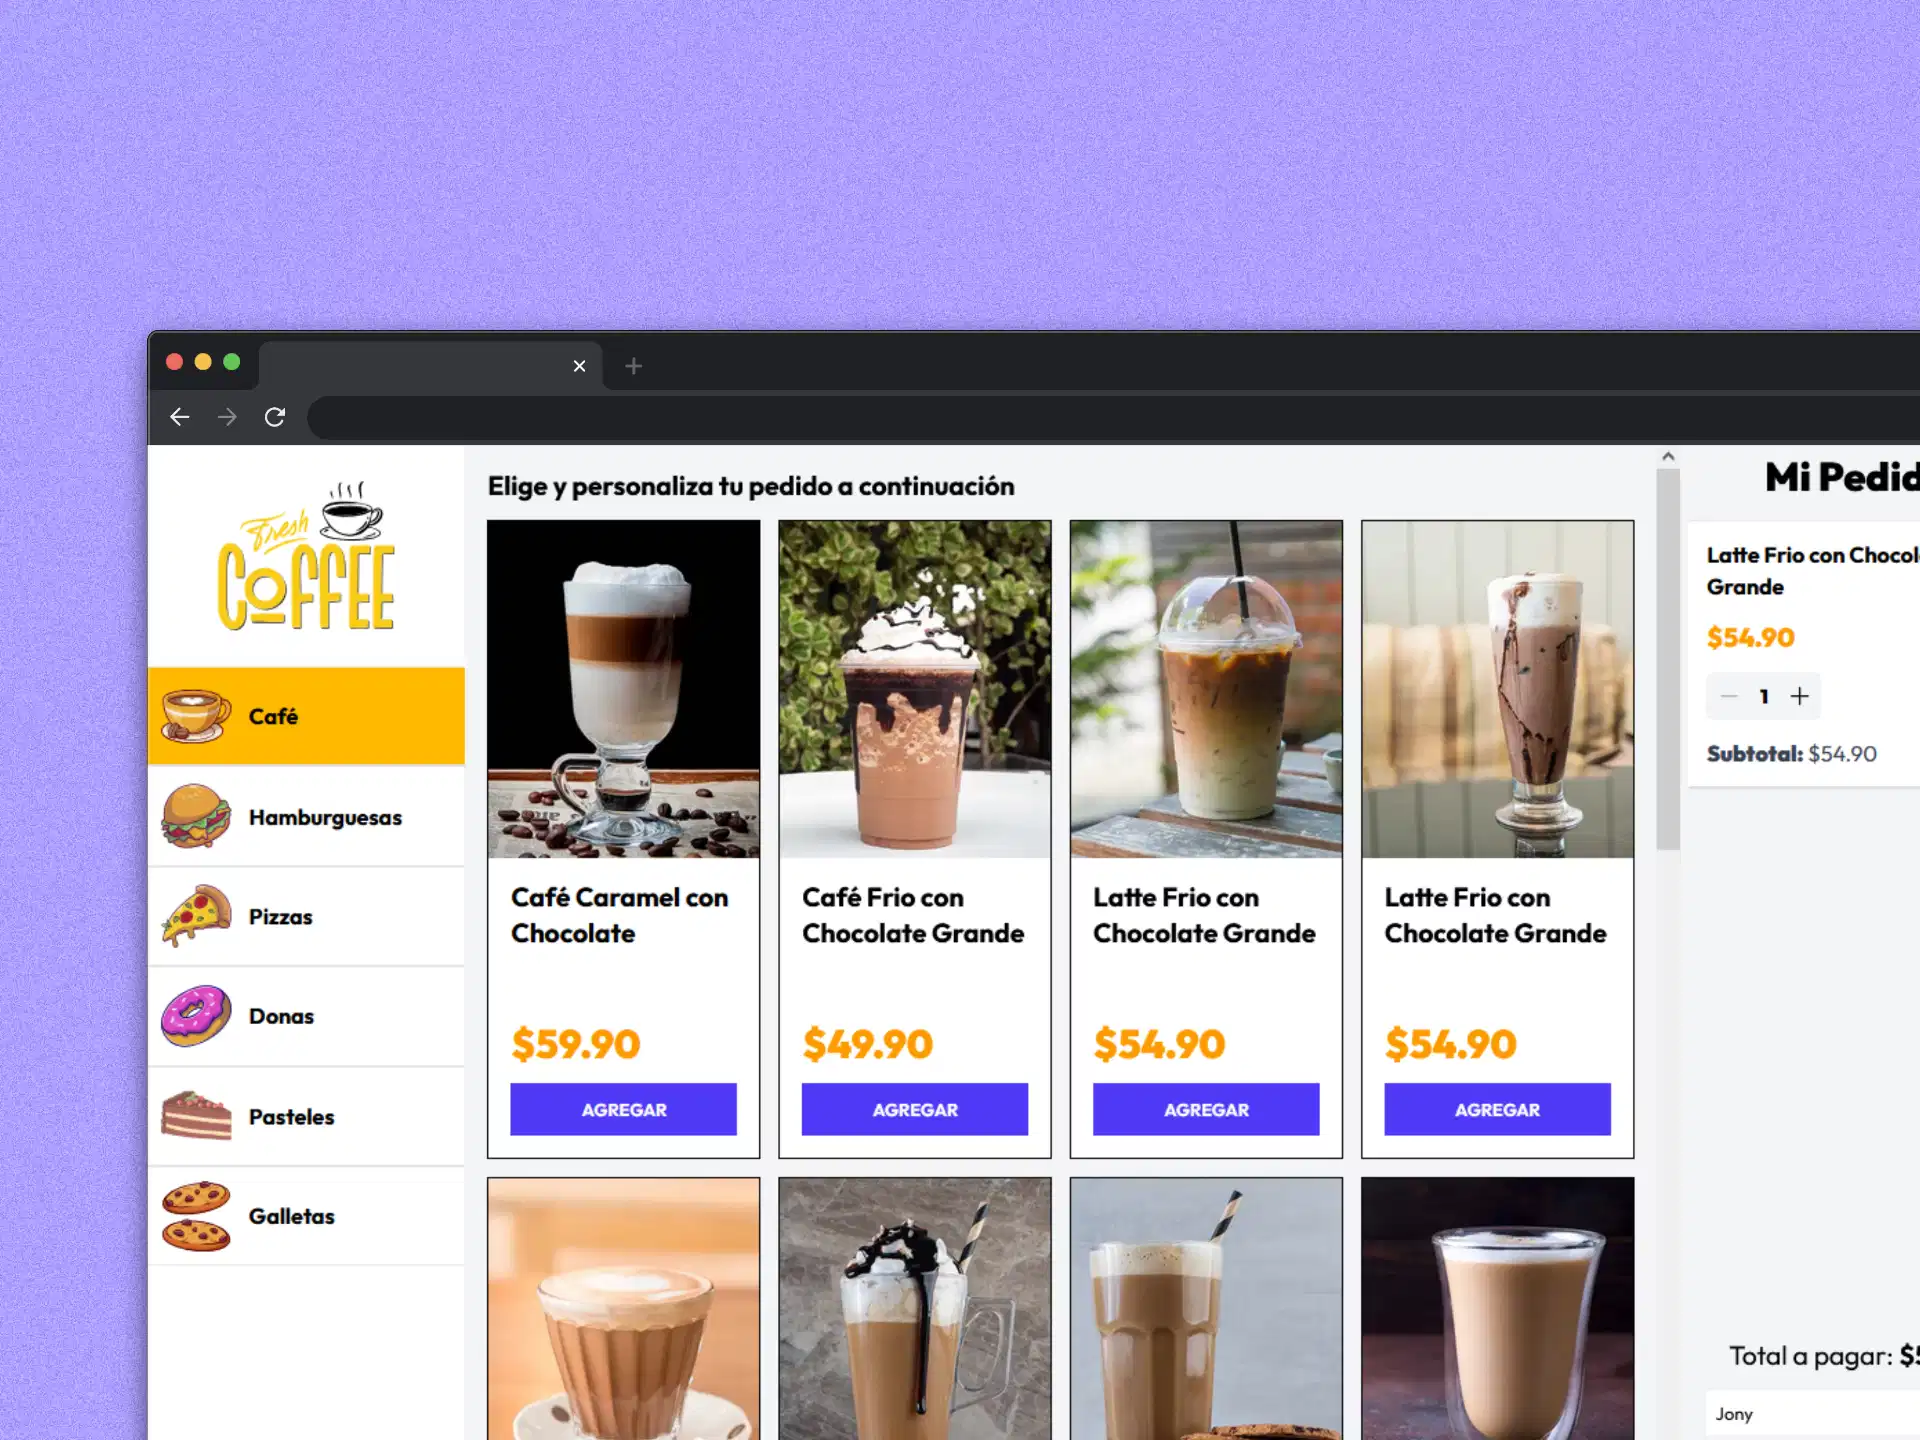 Fresh
COFFEE
Café
Hamburguesas
Pizzas
Donas
Pasteles
Galletas
Elige y personaliza tu pedido a continuación
Café Caramel con
Chocolate
$59.90
AGREGAR
Café Frio con
Chocolate Grande
$49.90
AGREGAR
Latte Frio con
Chocolate Grande
$54.90
AGREGAR
Latte Frio con
Chocolate Grande
$54.90
AGREGAR
Mi Pedid
Latte Frio con Chocol
Grande
$54.90
1
Subtotal: $54.90
Total a pagar: $5
Jony